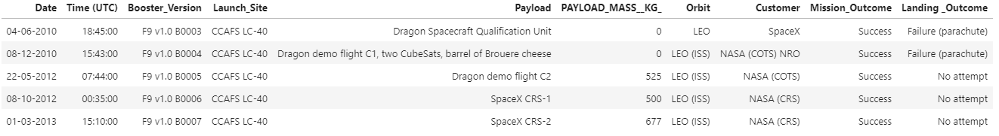 Date Time (UTC) Booster_Version Launch_Site Payload PAYLOAD_MASS__KG_ Orbit Customer Mission_Outcome Landing _Outcome
04-06-2010 18:45:00 F9 v1.0 B0003 CCAFS LC-40 Dragon Spacecraft Qualification Unit 0 LEO SpaceX Success Failure (parachute)
08-12-2010 15:43:00 F9 v1.0 B0004 CCAFS LC-40 Dragon demo flight C1, two CubeSats, barrel of Brouere cheese 0 LEO (ISS) NASA (COTS) NRO Success Failure (parachute)
22-05-2012 07:44:00 F9 v1.0 B0005 CCAFS LC-40 Dragon demo flight C2 525 LEO (ISS) NASA (COTS) Success No attempt
08-10-2012 00:35:00 F9 v1.0 B0006 CCAFS LC-40 SpaceX CRS-1 500 LEO (ISS) NASA (CRS) Success No attempt
01-03-2013 15:10:00 F9 v1.0 B0007 CCAFS LC-40 SpaceX CRS-2 677 LEO (ISS) NASA (CRS) Success No attempt